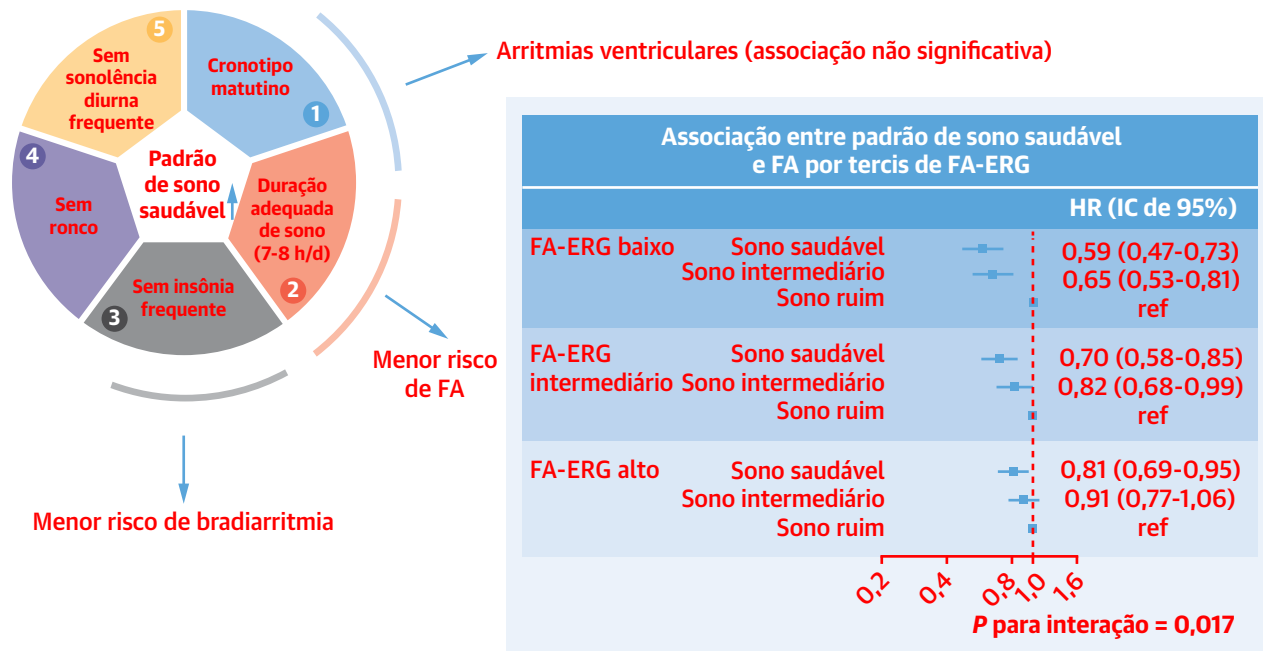 5
Sem
sonolência
diurna
frequente
Cronotipo
matutino
1
4
Sem
ronco
Padrão
de sono
saudável
Duração
adequada
de sono
(7-8 h/d)
2
Sem insônia
frequente
3
Arritmias ventriculares (associação não significativa)
Menor risco
de FA
Menor risco de bradiarritmia
Associação entre padrão de sono saudável
e FA por tercis de FA-ERG
HR (IC de 95%)
FA-ERG baixo Sono saudável 0,59 (0,47-0,73)
Sono intermediário 0,65 (0,53-0,81)
Sono ruim ref
FA-ERG Sono saudável 0,70 (0,58-0,85)
intermediário Sono intermediário 0,82 (0,68-0,99)
Sono ruim ref
FA-ERG alto Sono saudável 0,81 (0,69-0,95)
Sono intermediário 0,91 (0,77-1,06)
Sono ruim ref
0,2 0,4 0,8 1,0 1,6
P para interação = 0,017